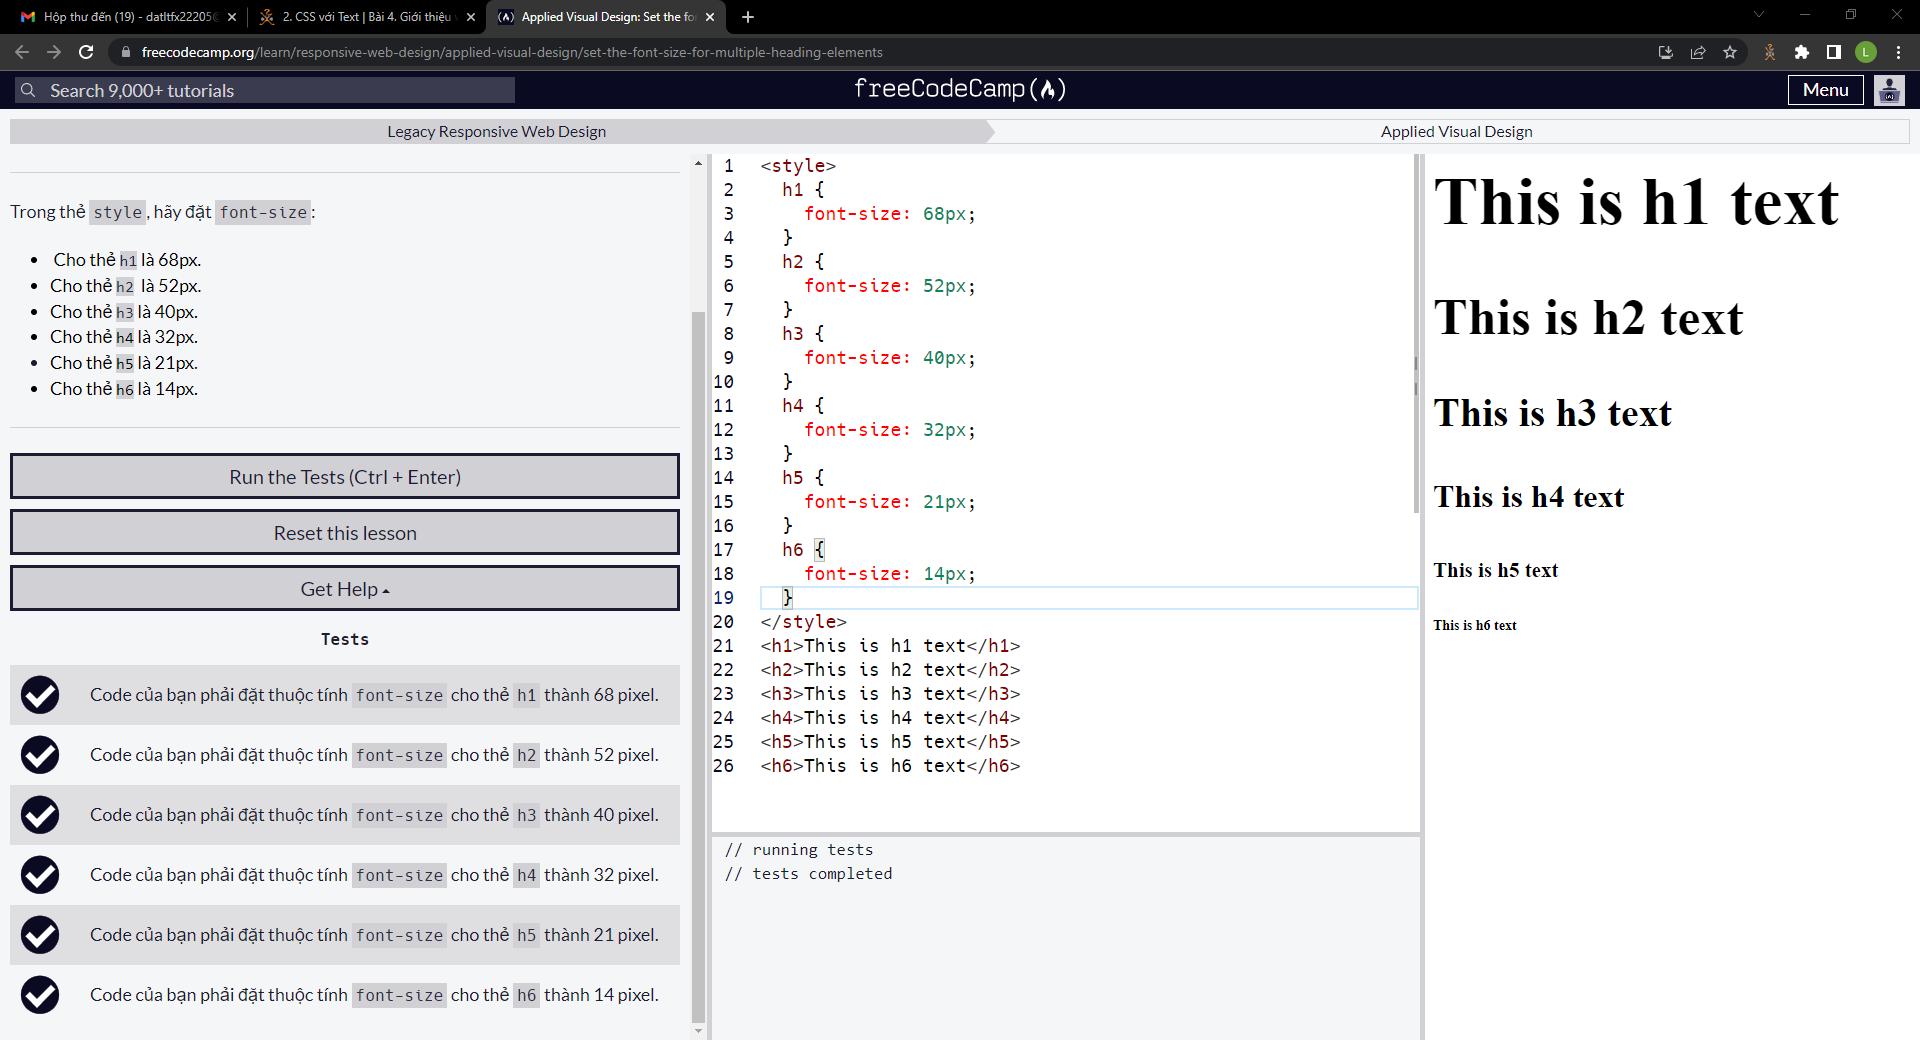 Hộp thư đến (19) - datltfx22205
2. CSS với Text | Bài 4. Giới thiệu
Applied Visual Design: Set the fo
freecodecamp.org/learn/responsive-web-design/applied-visual-design/set-the-font-size-for-multiple-heading-elements
L
Search 9,000+ tutorials
freeCodeCamp
Menu
Legacy Responsive Web Design
Applied Visual Design
Trong thẻ style, hãy đặt font-size:
Cho thẻ h1 là 68px.
Cho thẻ h2 là 52px.
Cho thẻ h3 là 40px.
Cho thẻ h4 là 32px.
Cho thẻ h5 là 21px.
Cho thẻ h6 là 14px.
Run the Tests (Ctrl + Enter)
Reset this lesson
Get Help
Tests
Code của bạn phải đặt thuộc tính font-size cho thẻ h1 thành 68 pixel.
Code của bạn phải đặt thuộc tính font-size cho thẻ h2 thành 52 pixel.
Code của bạn phải đặt thuộc tính font-size cho thẻ h3 thành 40 pixel.
Code của bạn phải đặt thuộc tính font-size cho thẻ h4 thành 32 pixel.
Code của bạn phải đặt thuộc tính font-size cho thẻ h5 thành 21 pixel.
Code của bạn phải đặt thuộc tính font-size cho thẻ h6 thành 14 pixel.
1 <style>
2 h1 {
3 font-size: 68px;
4 }
5 h2 {
6 font-size: 52px;
7 }
8 h3 {
9 font-size: 40px;
10 }
11 h4 {
12 font-size: 32px;
13 }
14 h5 {
15 font-size: 21px;
16 }
17 h6 {
18 font-size: 14px;
19 }
20 </style>
21 <h1>This is h1 text</h1>
22 <h2>This is h2 text</h2>
23 <h3>This is h3 text</h3>
24 <h4>This is h4 text</h4>
25 <h5>This is h5 text</h5>
26 <h6>This is h6 text</h6>
// running tests
// tests completed
This is h1 text
This is h2 text
This is h3 text
This is h4 text
This is h5 text
This is h6 text